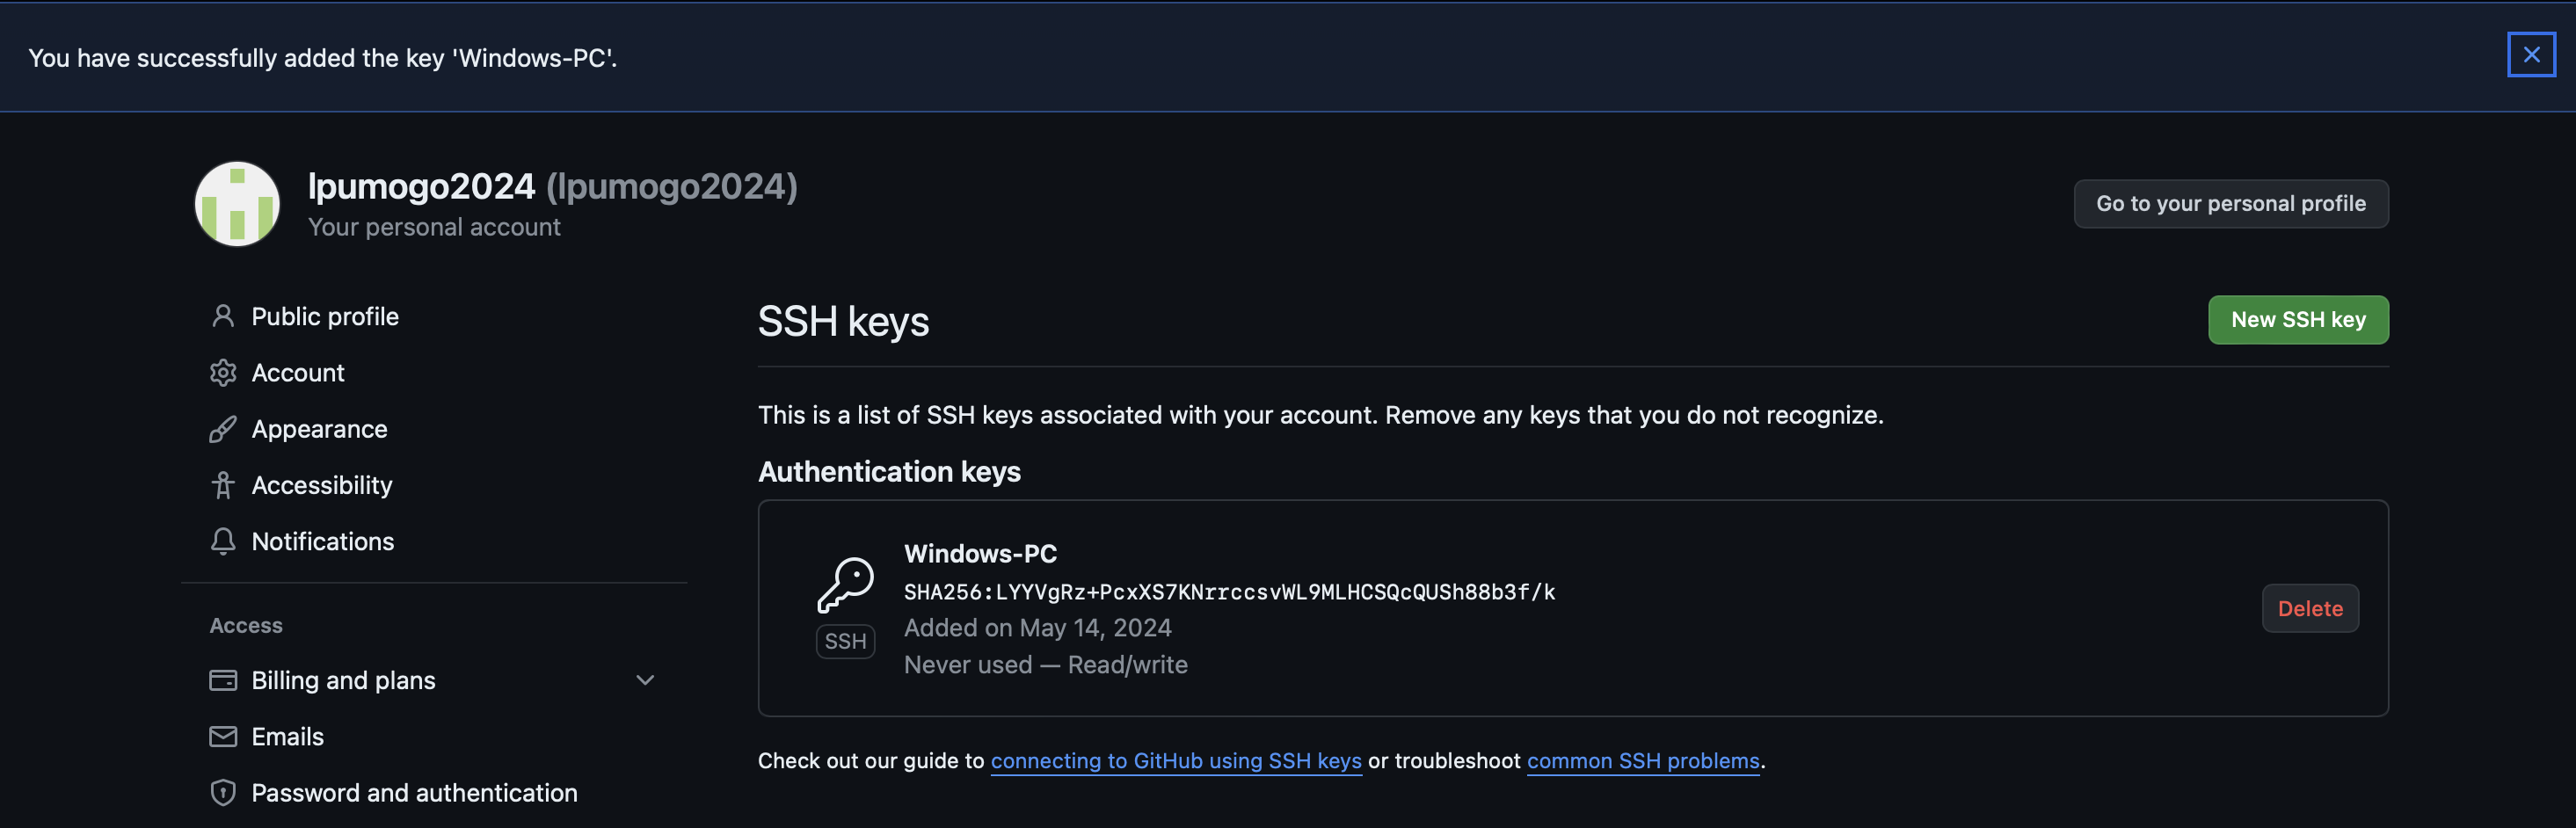 You have successfully added the key 'Windows-PC'.
lpumogo2024 (lpumogo2024)
Your personal account
Go to your personal profile
Public profile
Account
Appearance
Accessibility
Notifications
Access
Billing and plans
Emails
Password and authentication
SSH keys
New SSH key
This is a list of SSH keys associated with your account. Remove any keys that you do not recognize.
Authentication keys
Windows-PC
SHA256:LYYVgRz+PcxXS7KNrrccsvWL9MLHCSQcQUSh88b3f/k
Added on May 14, 2024
Never used — Read/write
SSH
Delete
Check out our guide to connecting to GitHub using SSH keys or troubleshoot common SSH problems.